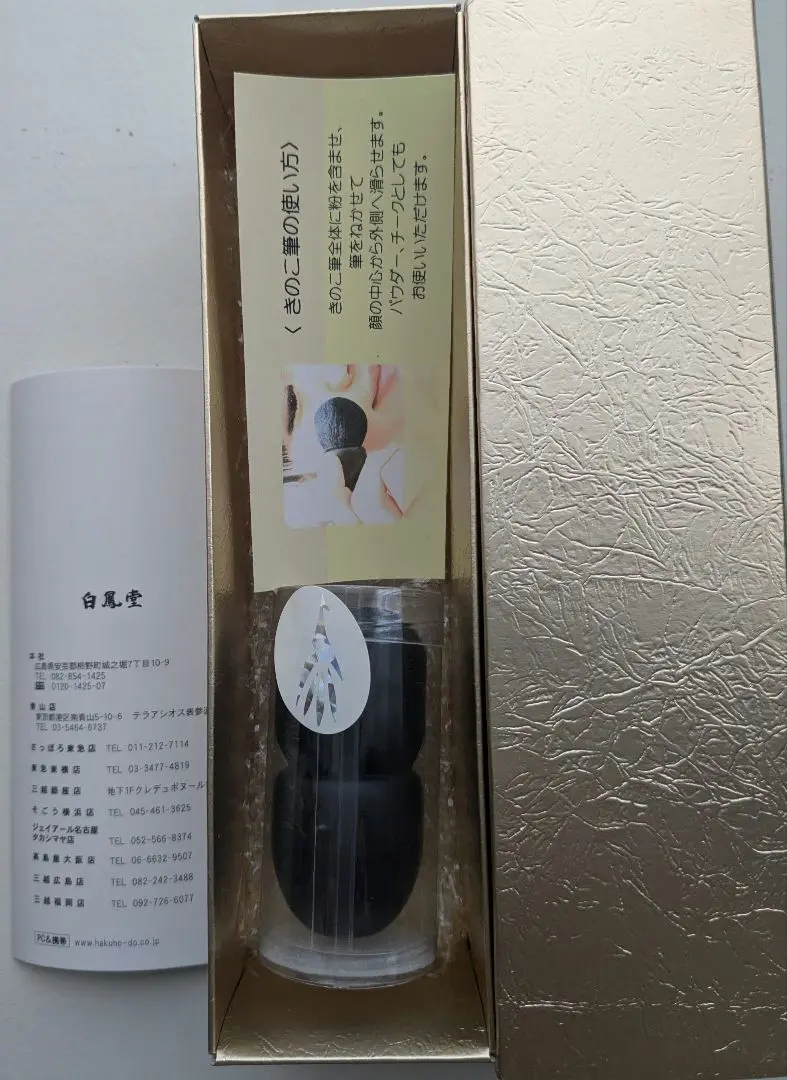 〈きのこ筆の使い方〉
きのこ筆全体に粉を含ませ、
筆をねかせて
顔の中心から外側へ滑らせます。
パウダー、チークとしても
お使いいただけます。
白鳳堂
本社
広島県安芸郡熊野町城之堀7丁目10-9
TEL 082-854-1425
0120-1425-07
青山店
東京都港区南青山5-10-6 テラアシオス表参道
TEL 03-5464-6737
さっぽろ東急店 TEL 011-212-7114
東急東横店 TEL 03-3477-4819
三越銀座店 地下1Fクレデュポヌール
そごう横浜店 TEL 045-461-3625
ジェイアール名古屋
タカシマヤ店 TEL 052-566-8374
髙島屋大阪店 TEL 06-6632-9507
三越広島店 TEL 082-242-3488
三越福岡店 TEL 092-726-6077
PC&携帯 www.hakuho-do.co.jp